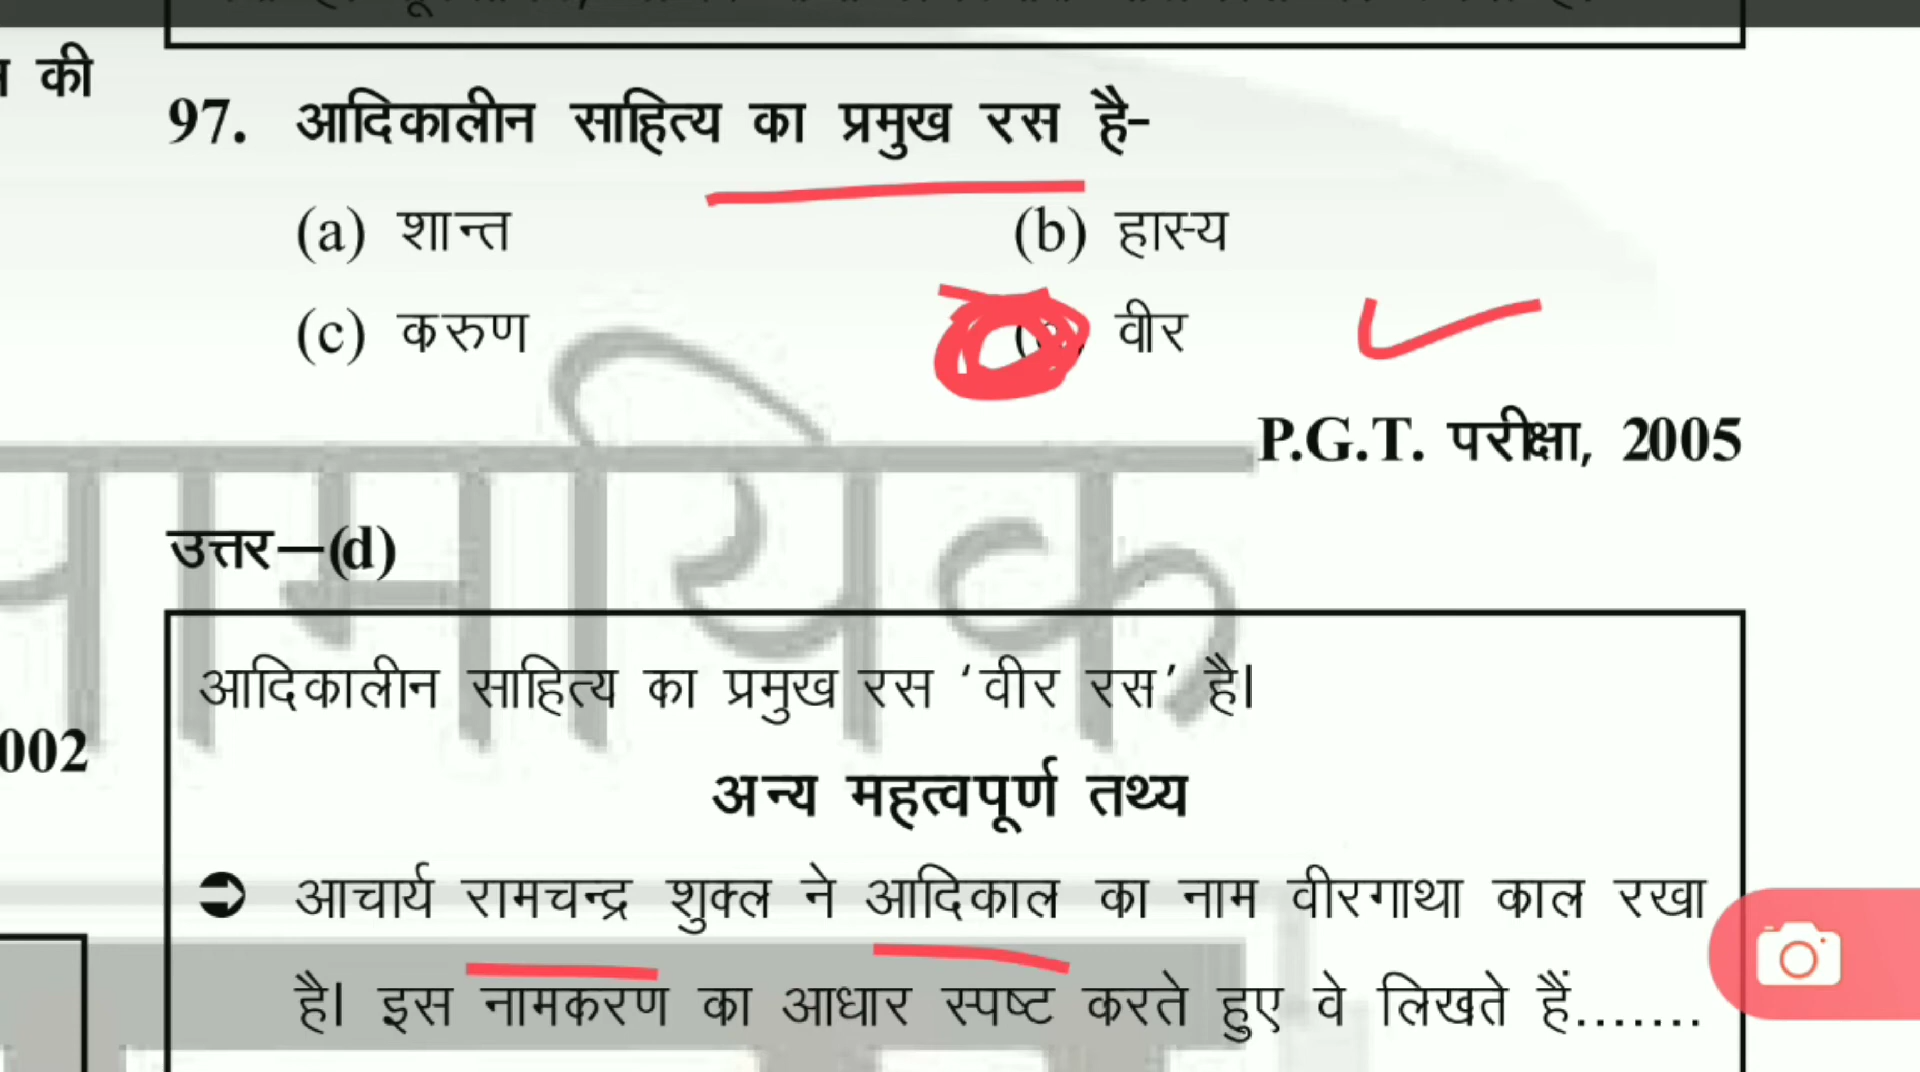 की
97. आदिकालीन साहित्य का प्रमुख रस है-
(a) शान्त (b) हास्य
(c) करुण वीर
P.G.T. परीक्षा, 2005
उत्तर–(d)
आदिकालीन साहित्य का प्रमुख रस ‘वीर रस’ है।
002
अन्य महत्वपूर्ण तथ्य
➲ आचार्य रामचन्द्र शुक्ल ने आदिकाल का नाम वीरगाथा काल रखा
है। इस नामकरण का आधार स्पष्ट करते हुए वे लिखते हैं.......